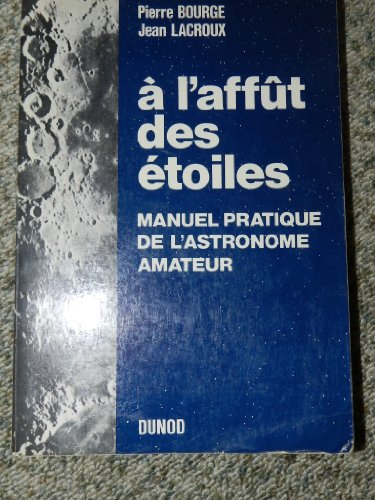 Pierre BOURGE
Jean LACROUX
à l'affût
des
étoiles
MANUEL PRATIQUE
DE L'ASTRONOME
AMATEUR
DUNOD